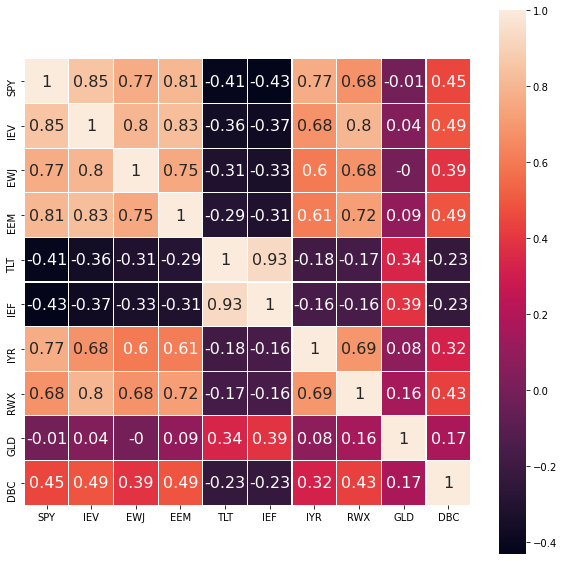 1.0
SPY 1 0.85 0.77 0.81 -0.41 -0.43 0.77 0.68 -0.01 0.45
0.8
IEV 0.85 1 0.8 0.83 -0.36 -0.37 0.68 0.8 0.04 0.49
0.6
EWJ 0.77 0.8 1 0.75 -0.31 -0.33 0.6 0.68 -0 0.39
EEM 0.81 0.83 0.75 1 -0.29 -0.31 0.61 0.72 0.09 0.49
0.4
TLT -0.41 -0.36 -0.31 -0.29 1 0.93 -0.18 -0.17 0.34 -0.23
0.2
IEF -0.43 -0.37 -0.33 -0.31 0.93 1 -0.16 -0.16 0.39 -0.23
IYR 0.77 0.68 0.6 0.61 -0.18 -0.16 1 0.69 0.08 0.32
0.0
RWX 0.68 0.8 0.68 0.72 -0.17 -0.16 0.69 1 0.16 0.43
GLD -0.01 0.04 -0 0.09 0.34 0.39 0.08 0.16 1 0.17
−0.2
DBC 0.45 0.49 0.39 0.49 -0.23 -0.23 0.32 0.43 0.17 1
SPY IEV EWJ EEM TLT IEF IYR RWX GLD DBC
−0.4